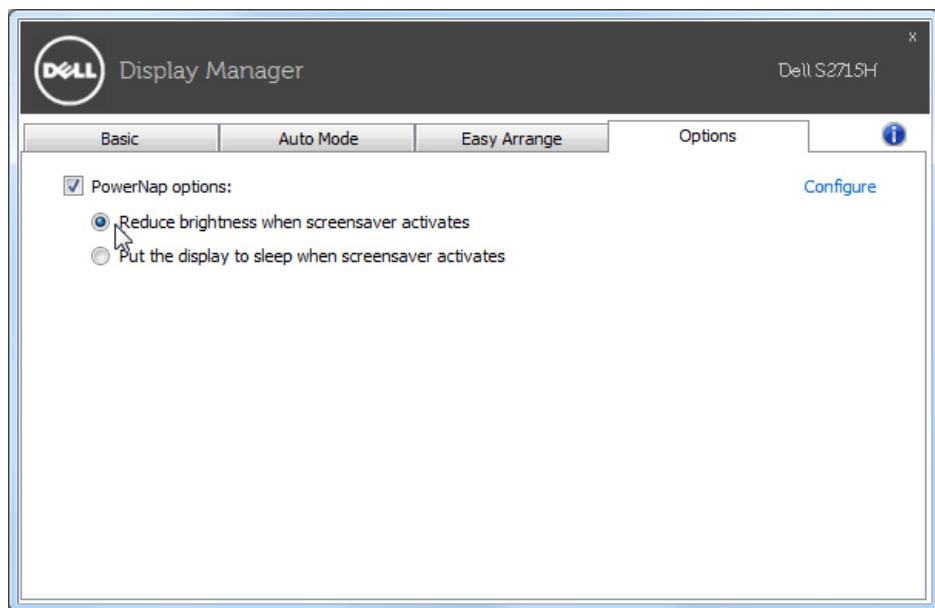 x
DELL Display Manager
Dell S2715H
Basic Auto Mode Easy Arrange Options i
PowerNap options: Configure
Reduce brightness when screensaver activates
Put the display to sleep when screensaver activates